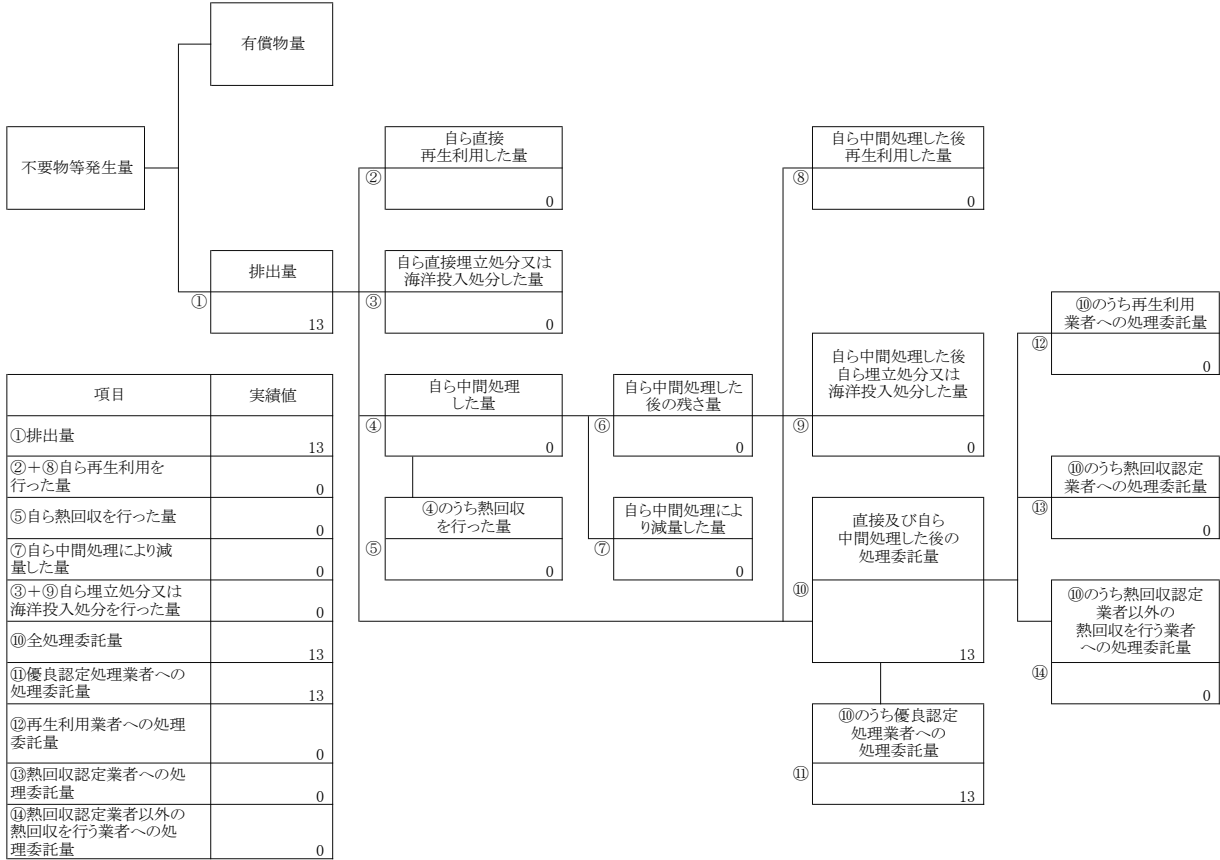 有償物量
不要物等発生量
自ら直接
再生利用した量
②
0
自ら中間処理した後
再生利用した量
⑧
0
排出量
①
13
自ら直接埋立処分又は
海洋投入処分した量
③
0
⑩のうち再生利用
業者への処理委託量
⑫
0
自ら中間処理
した量
④
0
自ら中間処理した
後の残さ量
⑥
0
自ら中間処理した後
自ら埋立処分又は
海洋投入処分した量
⑨
0
④のうち熱回収
を行った量
⑤
0
自ら中間処理によ
り減量した量
⑦
0
直接及び自ら
中間処理した後の
処理委託量
⑩
13
⑩のうち熱回収認定
業者への処理委託量
⑬
0
⑩のうち熱回収認定
業者以外の
熱回収を行う業者
への処理委託量
⑭
0
⑩のうち優良認定
処理業者への
処理委託量
⑪
13
項目 実績値
①排出量
13
②＋⑧自ら再生利用を
行った量 0
⑤自ら熱回収を行った量
0
⑦自ら中間処理により減
量した量 0
③＋⑨自ら埋立処分又は
海洋投入処分を行った量 0
⑩全処理委託量
13
⑪優良認定処理業者への
処理委託量 13
⑫再生利用業者への処理
委託量
0
⑬熱回収認定業者への処
理委託量 0
⑭熱回収認定業者以外の
熱回収を行う業者への処
理委託量 0